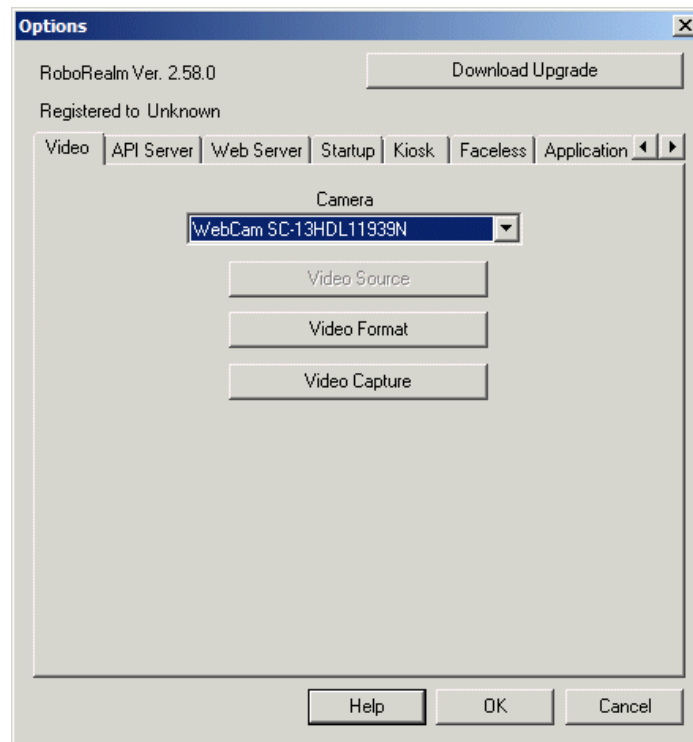 Options
RoboRealm Ver. 2.58.0
Download Upgrade
Registered to Unknown
Video API Server Web Server Startup Kiosk Faceless Application
Camera
WebCam SC-13HDL11939N
Video Source
Video Format
Video Capture
Help OK Cancel